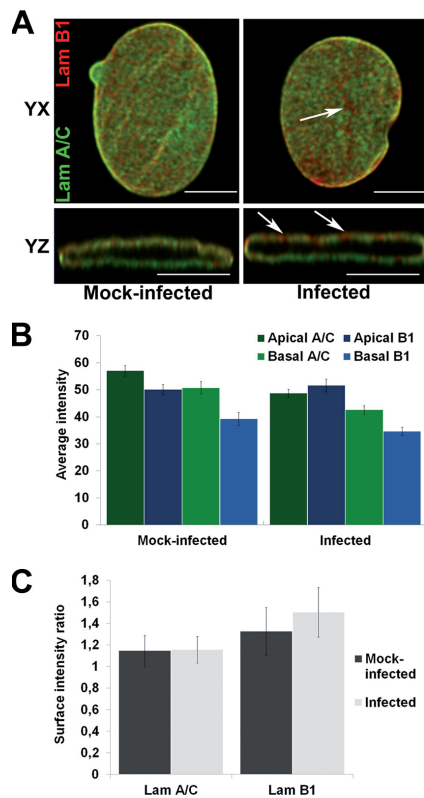 A
Lam B1
Lam A/C
YX
YZ
Mock-infected
Infected
B
Apical A/C
Apical B1
Basal A/C
Basal B1
Average intensity
70
60
50
40
30
20
10
0
Mock-infected
Infected
C
Surface intensity ratio
1,8
1,6
1,4
1,2
1
0,8
0,6
0,4
0,2
0
Mock-
infected
Infected
Lam A/C
Lam B1